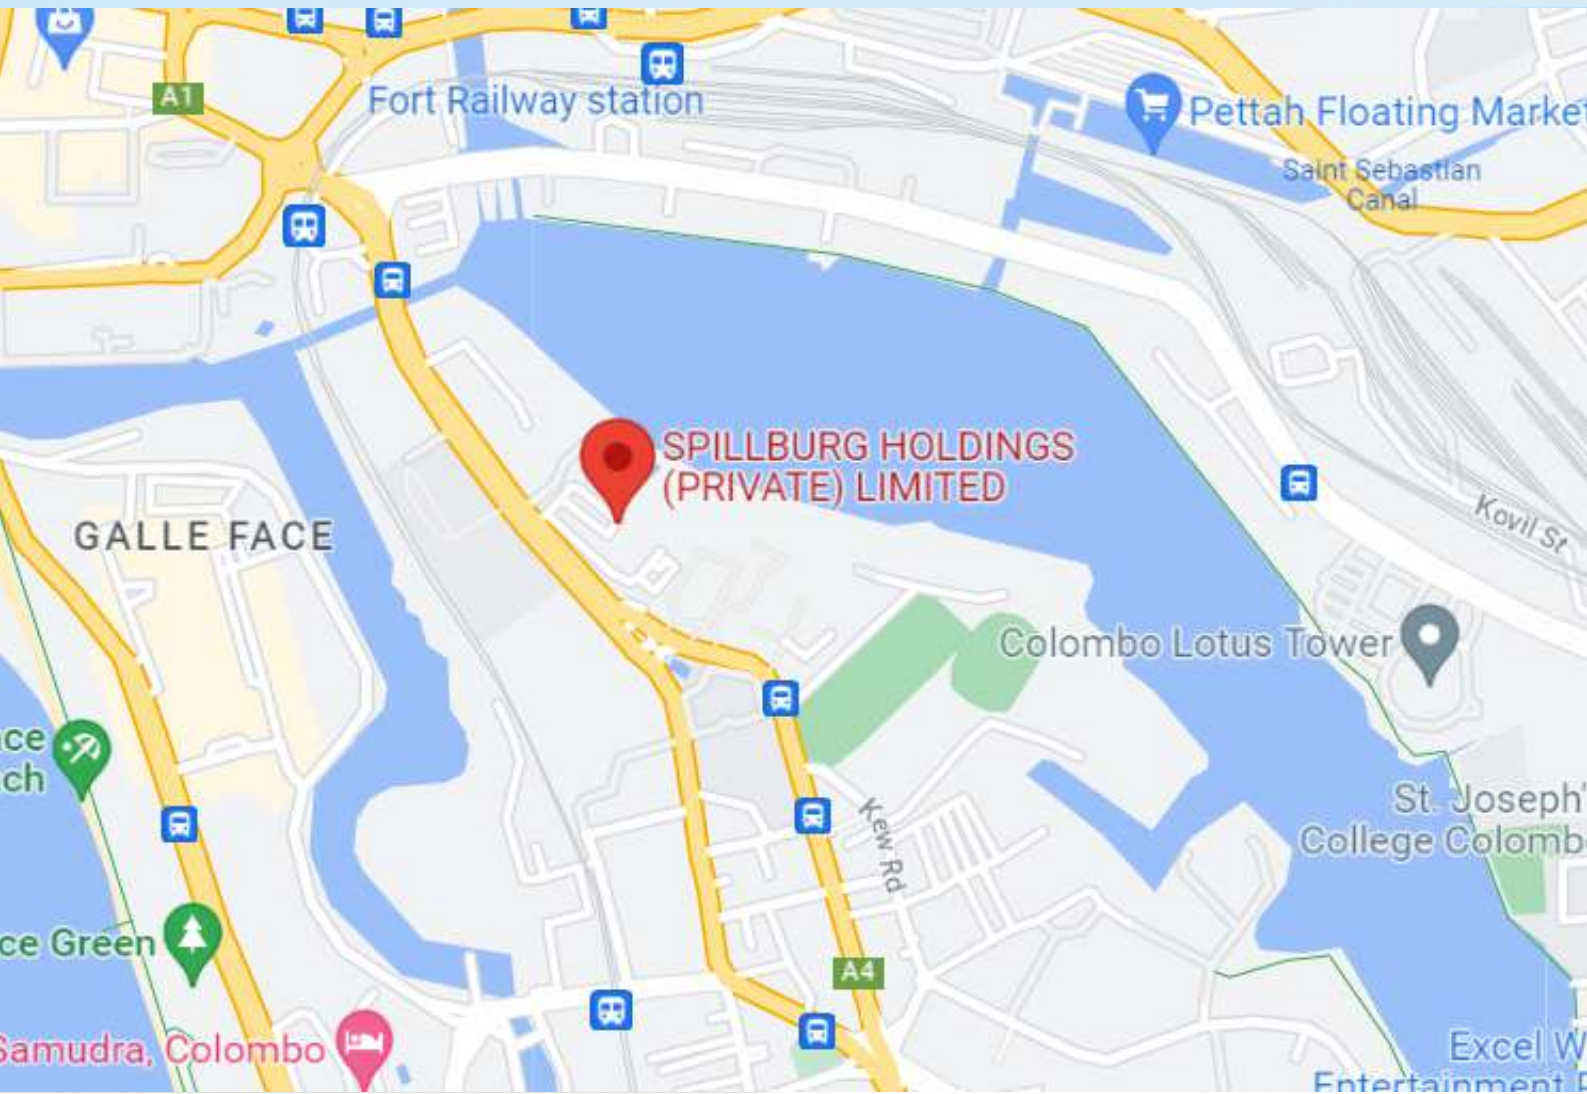 A1
Fort Railway station
Pettah Floating Market
Saint Sebastian
Canal
SPILLBURG HOLDINGS
(PRIVATE) LIMITED
Kovil St
GALLE FACE
Colombo Lotus Tower
ce
ch
St. Joseph'
College Colomb
Kew Rd
ce Green
A4
Samudra, Colombo
Excel W
Entertainment P